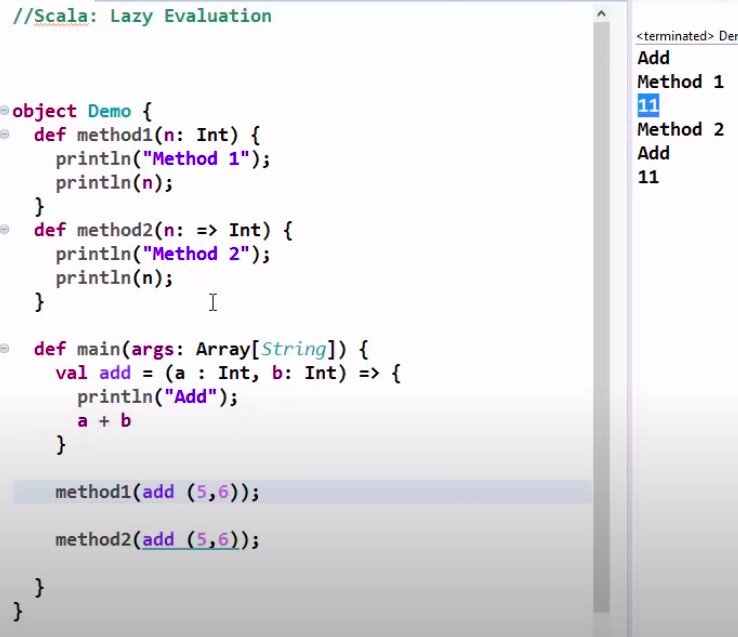 //Scala: Lazy Evaluation
object Demo {
def method1(n: Int) {
println("Method 1");
println(n);
}
def method2(n: => Int) {
println("Method 2");
println(n);
}
def main(args: Array[String]) {
val add = (a : Int, b: Int) => {
println("Add");
a + b
}
method1(add (5,6));
method2(add (5,6));
}
}
<terminated>
Add
Method 1
11
Method 2
Add
11